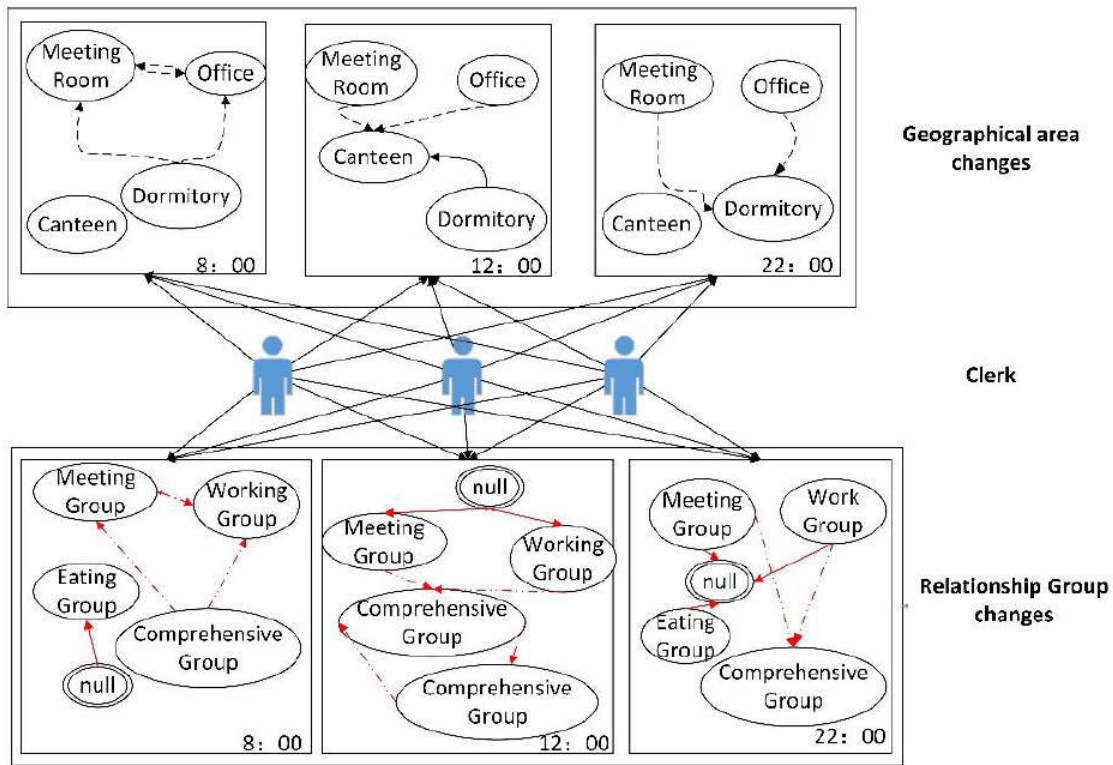 Meeting
Room
Office
Dormitory
Canteen
8： 00
Meeting
Room
Office
Canteen
Dormitory
12： 00
Meeting
Room
Office
Canteen
Dormitory
22： 00
Geographical area
changes
Clerk
Meeting
Group
Working
Group
Eating
Group
Comprehensive
Group
null
8： 00
null
Meeting
Group
Working
Group
Comprehensive
Group
Comprehensive
Group
12： 00
Meeting
Group
Work
Group
null
Eating
Group
Comprehensive
Group
22： 00
Relationship Group
changes